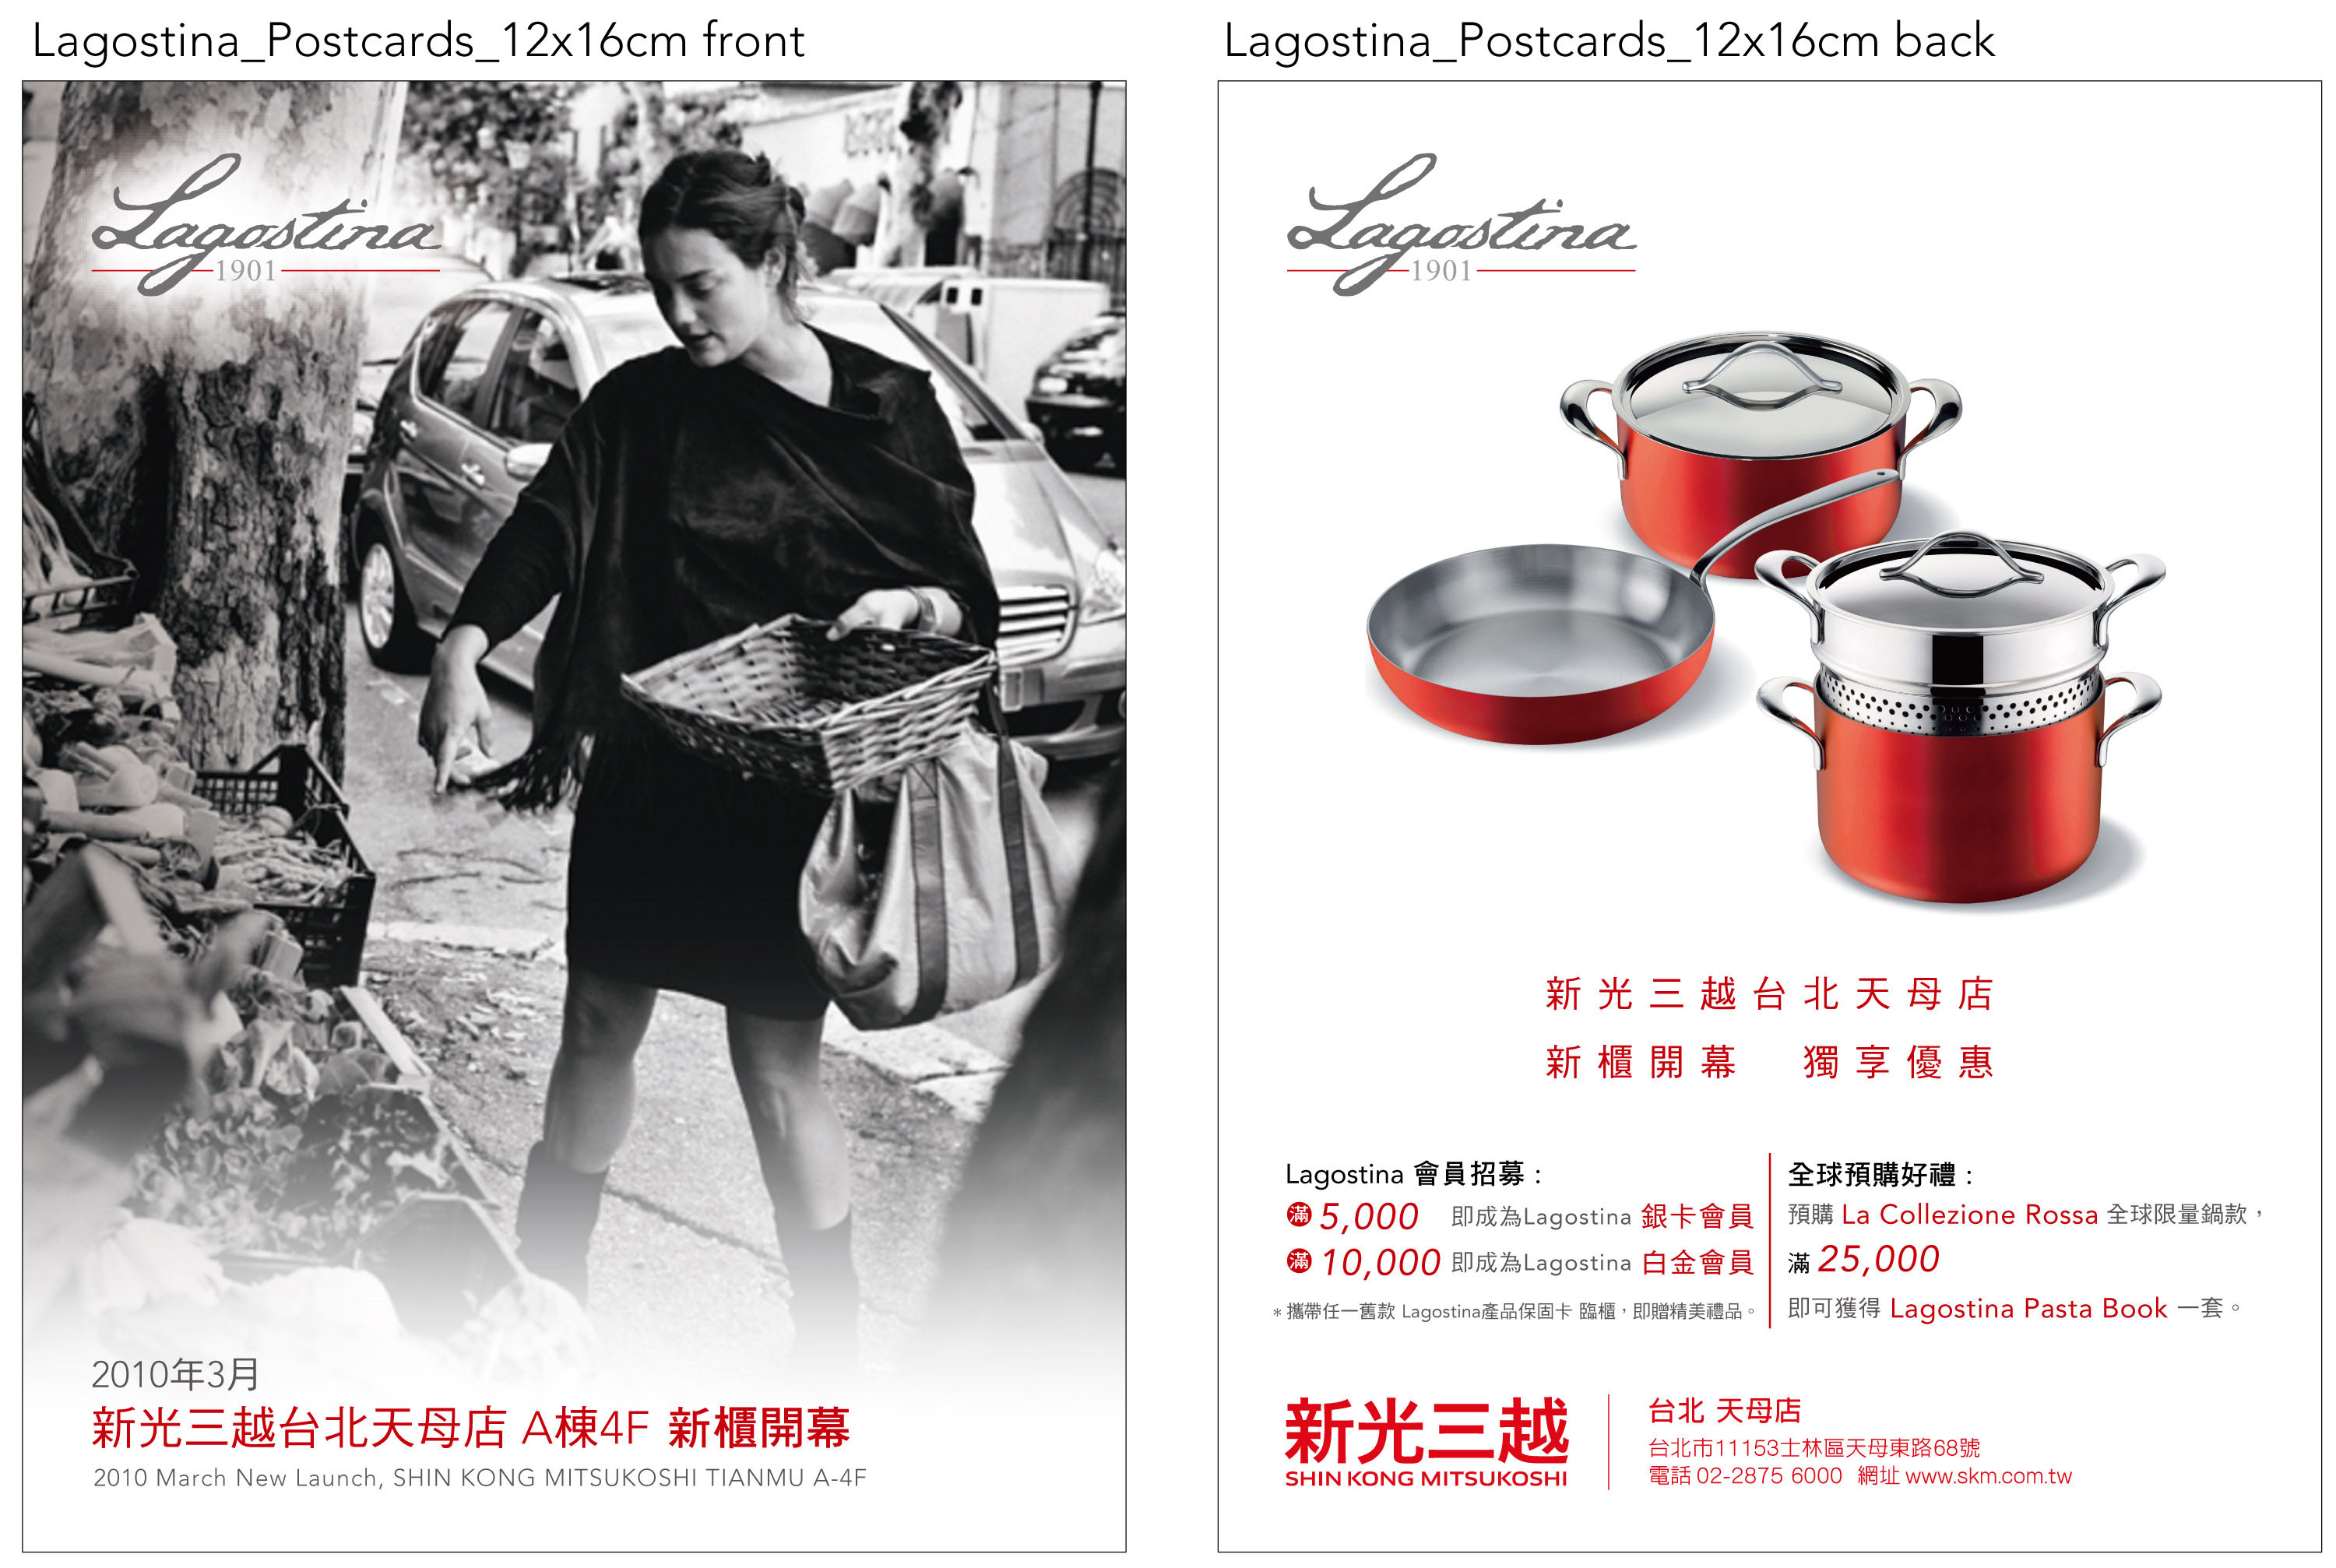 Lagostina_Postcards_12x16cm front
Lagostina
1901
2010年3月
新光三越台北天母店 A棟4F 新櫃開幕
2010 March New Launch, SHIN KONG MITSUKOSHI TIANMU A-4F
Lagostina_Postcards_12x16cm back
Lagostina
1901
新光三越台北天母店
新櫃開幕 獨享優惠
Lagostina 會員招募：
滿 5,000 即成為Lagostina 銀卡會員
滿 10,000 即成為Lagostina 白金會員
＊攜帶任一舊款 Lagostina產品保固卡 臨櫃，即贈精美禮品。
全球預購好禮：
預購 La Collezione Rossa 全球限量鍋款，
滿 25,000
即可獲得 Lagostina Pasta Book 一套。
新光三越
SHIN KONG MITSUKOSHI
台北 天母店
台北市11153士林區天母東路68號
電話 02-2875 6000 網址 www.skm.com.tw